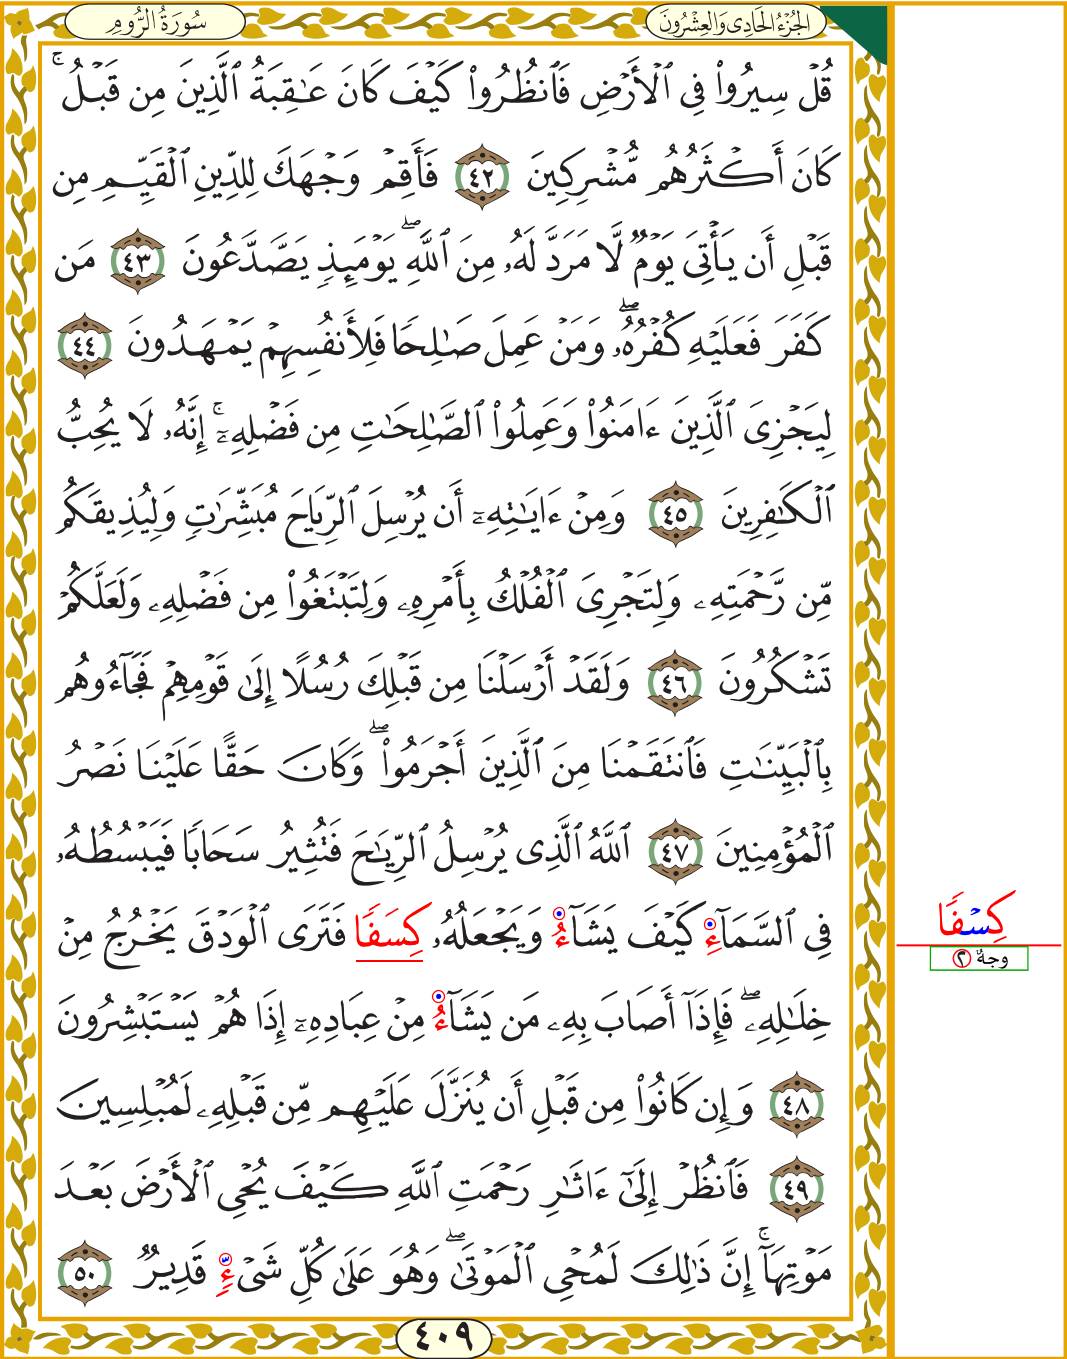 سُورَةُ الرُّومِ
الجُزْءُ الحَادِى وَالعِشْرُونَ
قُلْ سِيرُوا۟ فِى ٱلْأَرْضِ فَٱنظُرُوا۟ كَيْفَ كَانَ عَـٰقِبَةُ ٱلَّذِينَ مِن قَبْلُ ۚ
كَانَ أَكْثَرُهُم مُّشْرِكِينَ ٤٢ فَأَقِمْ وَجْهَكَ لِلدِّينِ ٱلْقَيِّمِ مِن
قَبْلِ أَن يَأْتِىَ يَوْمٌ لَّا مَرَدَّ لَهُۥ مِنَ ٱللَّهِ ۖ يَوْمَئِذٍ يَصَّدَّعُونَ ٤٣ مَن
كَفَرَ فَعَلَيْهِ كُفْرُهُۥ ۖ وَمَنْ عَمِلَ صَـٰلِحًا فَلِأَنفُسِهِمْ يَمْهَدُونَ ٤٤
لِيَجْزِىَ ٱلَّذِينَ ءَامَنُوا۟ وَعَمِلُوا۟ ٱلصَّـٰلِحَـٰتِ مِن فَضْلِهِۦٓ ۚ إِنَّهُۥ لَا يُحِبُّ
ٱلْكَـٰفِرِينَ ٤٥ وَمِنْ ءَايَـٰتِهِۦٓ أَن يُرْسِلَ ٱلرِّيَاحَ مُبَشِّرَٰتٍ وَلِيُذِيقَكُم
مِّن رَّحْمَتِهِۦ وَلِتَجْرِىَ ٱلْفُلْكُ بِأَمْرِهِۦ وَلِتَبْتَغُوا۟ مِن فَضْلِهِۦ وَلَعَلَّكُمْ
تَشْكُرُونَ ٤٦ وَلَقَدْ أَرْسَلْنَا مِن قَبْلِكَ رُسُلًا إِلَىٰ قَوْمِهِمْ فَجَآءُوهُم
بِٱلْبَيِّنَـٰتِ فَٱنتَقَمْنَا مِنَ ٱلَّذِينَ أَجْرَمُوا۟ ۖ وَكَانَ حَقًّا عَلَيْنَا نَصْرُ
ٱلْمُؤْمِنِينَ ٤٧ ٱللَّهُ ٱلَّذِى يُرْسِلُ ٱلرِّيَـٰحَ فَتُثِيرُ سَحَابًا فَيَبْسُطُهُۥ
فِى ٱلسَّمَآءِ كَيْفَ يَشَآءُ وَيَجْعَلُهُۥ كِسَفًا فَتَرَى ٱلْوَدْقَ يَخْرُجُ مِنْ
خِلَـٰلِهِۦ ۖ فَإِذَآ أَصَابَ بِهِۦ مَن يَشَآءُ مِنْ عِبَادِهِۦٓ إِذَا هُمْ يَسْتَبْشِرُونَ
٤٨ وَإِن كَانُوا۟ مِن قَبْلِ أَن يُنَزَّلَ عَلَيْهِم مِّن قَبْلِهِۦ لَمُبْلِسِينَ
٤٩ فَٱنظُرْ إِلَىٰٓ ءَاثَـٰرِ رَحْمَتِ ٱللَّهِ كَيْفَ يُحْىِ ٱلْأَرْضَ بَعْدَ
مَوْتِهَآ ۚ إِنَّ ذَٰلِكَ لَمُحْىِ ٱلْمَوْتَىٰ ۖ وَهُوَ عَلَىٰ كُلِّ شَىْءٍ قَدِيرٌ ٥٠
كِسْفًا
وجهٌ ٢
٤٠٩